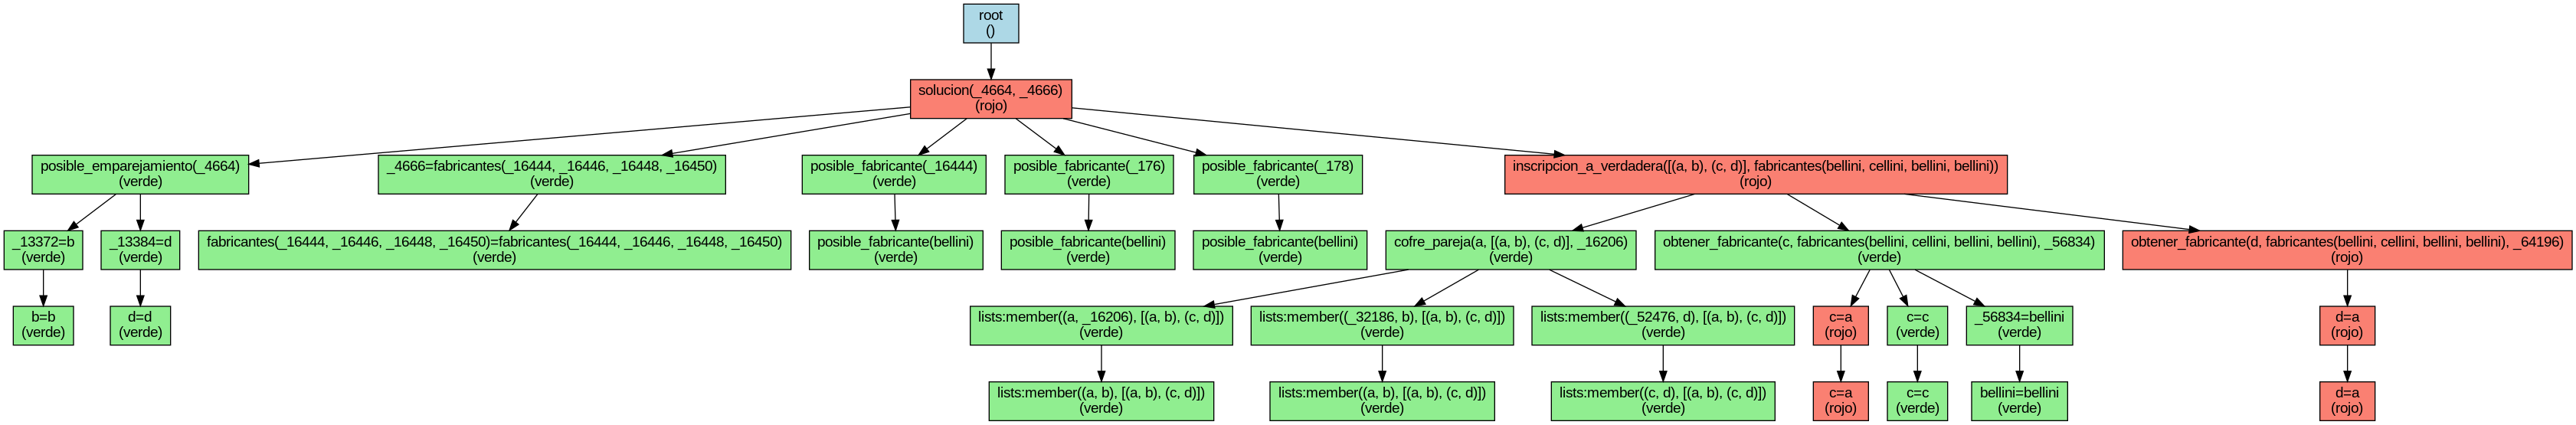 root
()
solucion(_4664, _4666)
(rojo)
posible_emparejamiento(_4664)
(verde)
_4666=fabricantes(_16444, _16446, _16448, _16450)
(verde)
posible_fabricante(_16444)
(verde)
posible_fabricante(_176)
(verde)
posible_fabricante(_178)
(verde)
inscripcion_a_verdadera([(a, b), (c, d)], fabricantes(bellini, cellini, bellini, bellini))
(rojo)
_13372=b
(verde)
_13384=d
(verde)
fabricantes(_16444, _16446, _16448, _16450)=fabricantes(_16444, _16446, _16448, _16450)
(verde)
posible_fabricante(bellini)
(verde)
posible_fabricante(bellini)
(verde)
posible_fabricante(bellini)
(verde)
cofre_pareja(a, [(a, b), (c, d)], _16206)
(verde)
obtener_fabricante(c, fabricantes(bellini, cellini, bellini, bellini), _56834)
(verde)
obtener_fabricante(d, fabricantes(bellini, cellini, bellini, bellini), _64196)
(rojo)
b=b
(verde)
d=d
(verde)
lists:member((a, _16206), [(a, b), (c, d)])
(verde)
lists:member((_32186, b), [(a, b), (c, d)])
(verde)
lists:member((_52476, d), [(a, b), (c, d)])
(verde)
c=a
(rojo)
c=c
(verde)
_56834=bellini
(verde)
d=a
(rojo)
lists:member((a, b), [(a, b), (c, d)])
(verde)
lists:member((a, b), [(a, b), (c, d)])
(verde)
lists:member((c, d), [(a, b), (c, d)])
(verde)
c=a
(rojo)
c=c
(verde)
bellini=bellini
(verde)
d=a
(rojo)